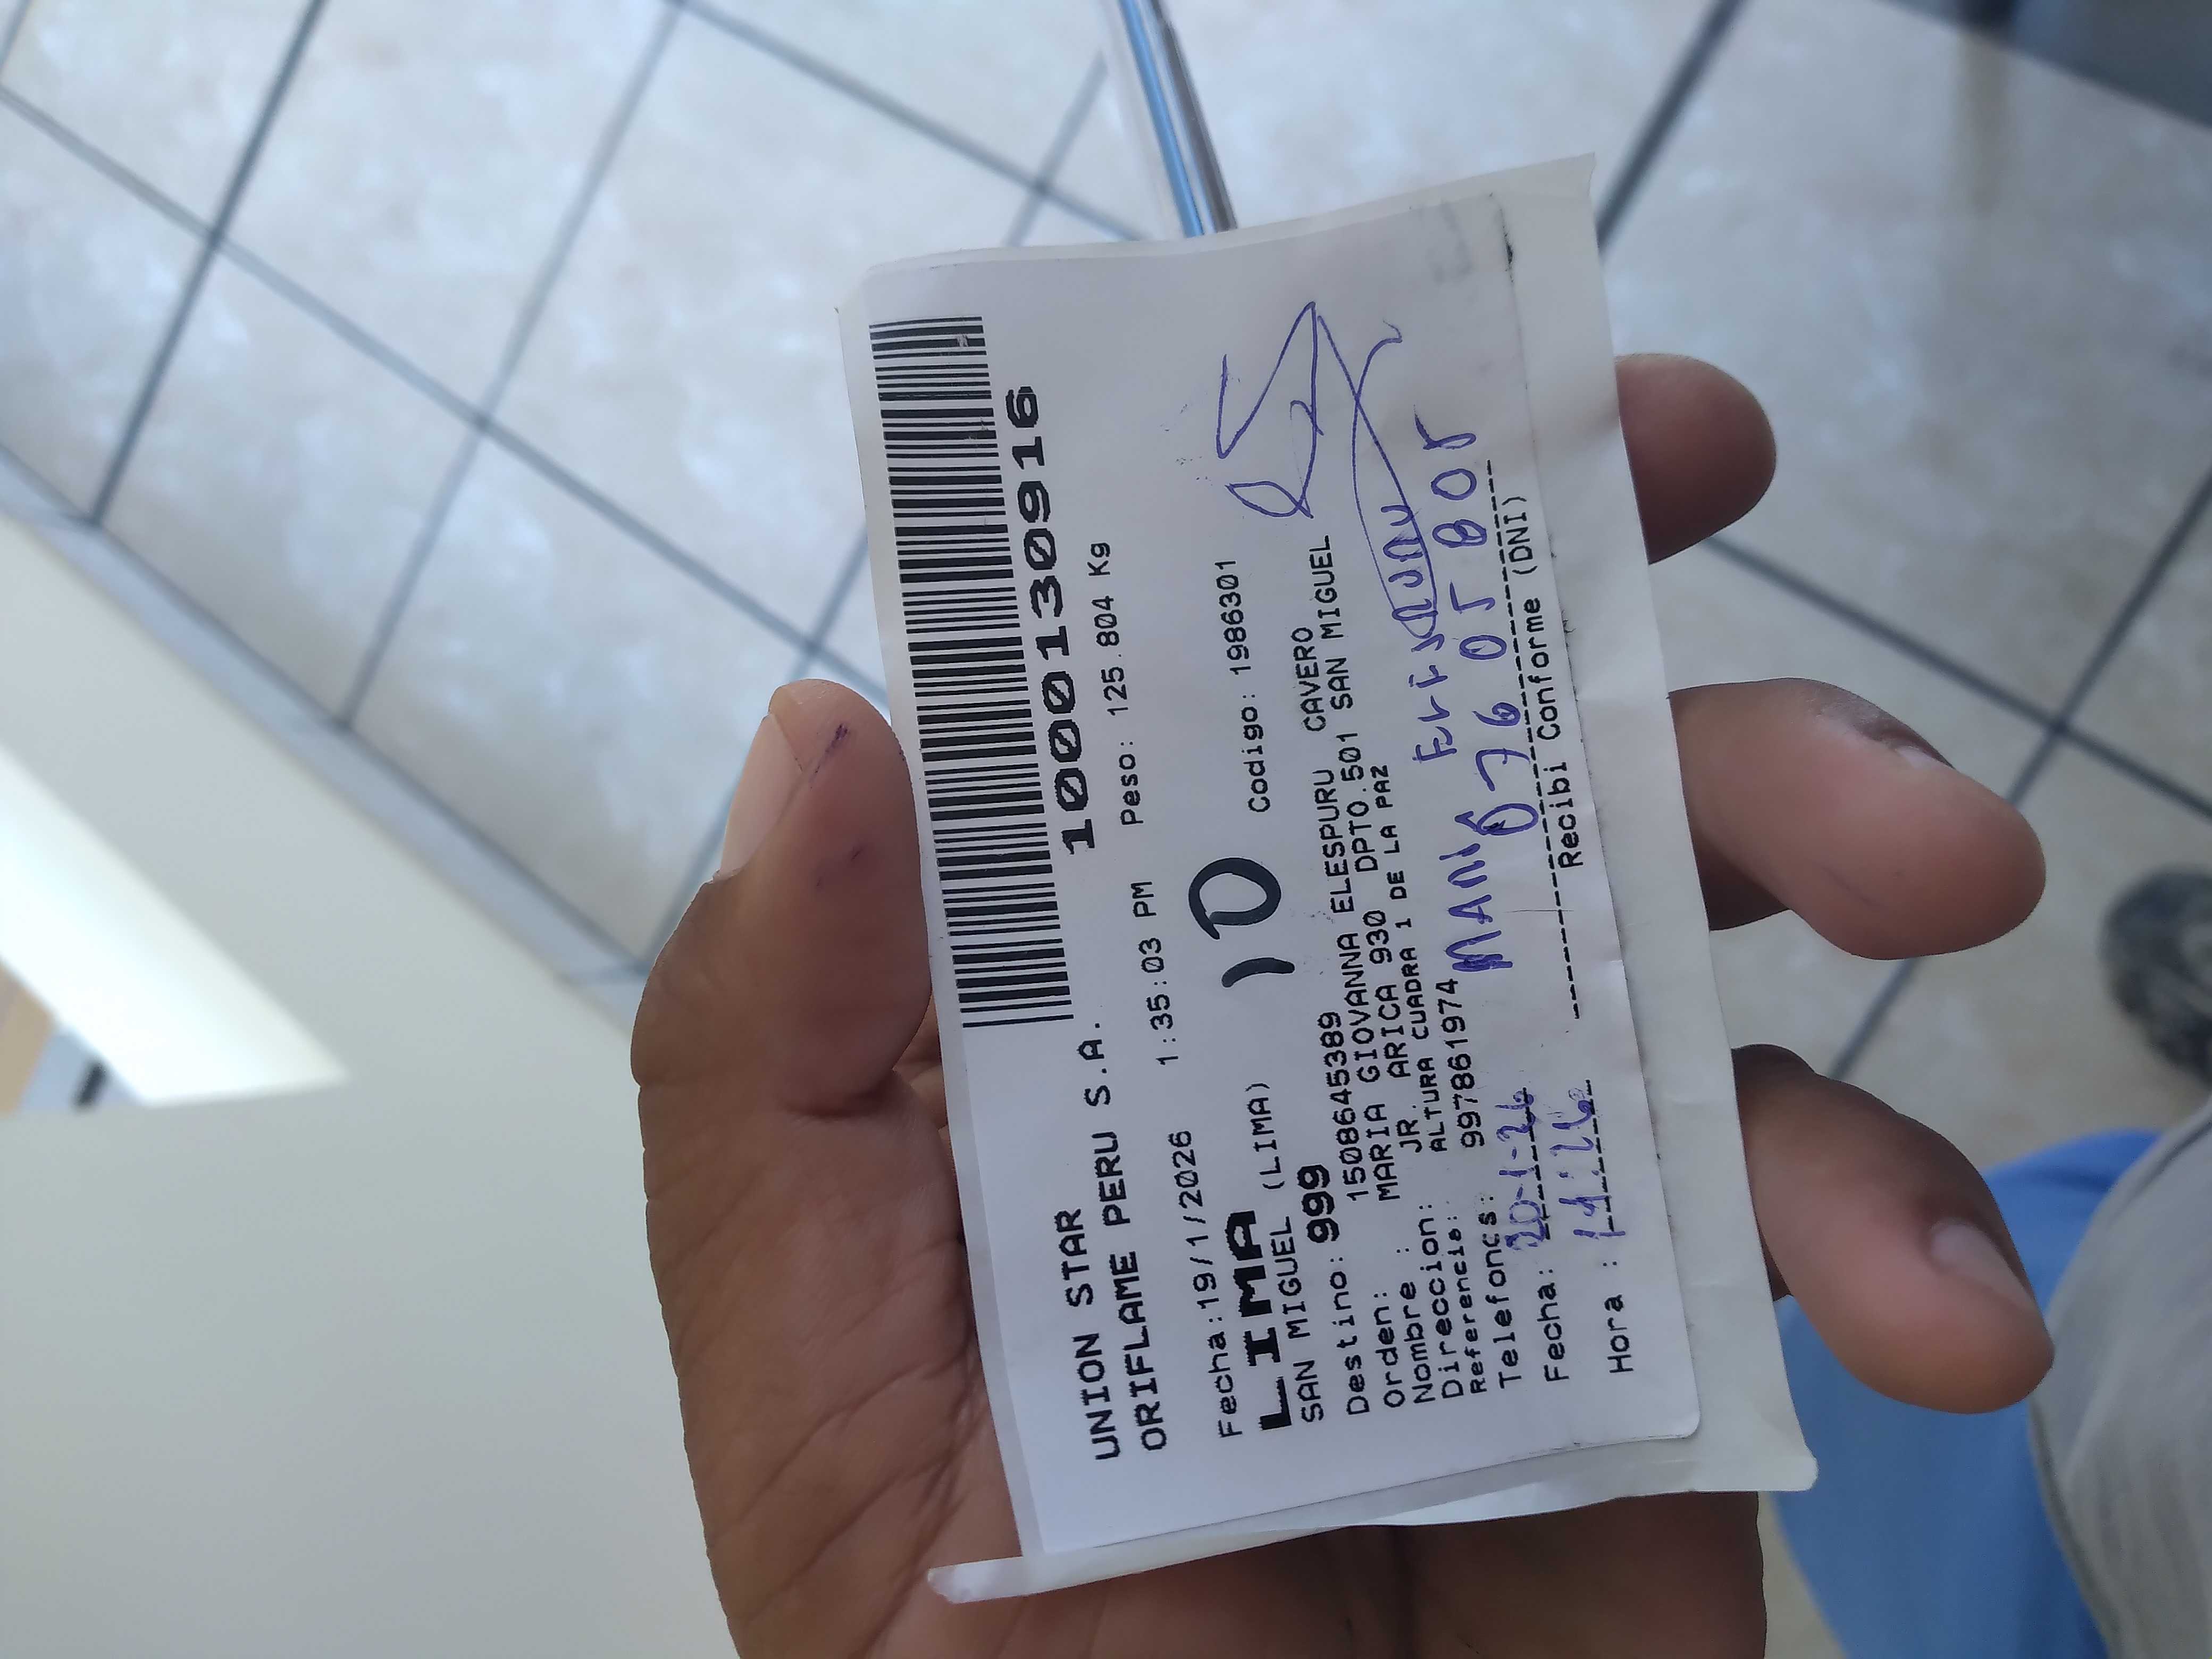 UNION STAR
ORIFLAME PERU S.A.
1000130916
Fecha:19/1/2026 1:35:03 PM Peso: 125.804 Kg
LIMA
SAN MIGUEL (LIMA) 10 Codigo: 1986301
Destino: 999
Orden: 1508645389
Nombre : MARIA GIOVANNA ELESPURU CAVERO
Direccion: JR. ARICA 930 DPTO.501 SAN MIGUEL
Referencia: ALTURA CUADRA 1 DE LA PAZ
Telefonos: 997861974
MARIA
Fecha: 20-1-26 07605808
Hora :
Recibi Conforme (DNI)